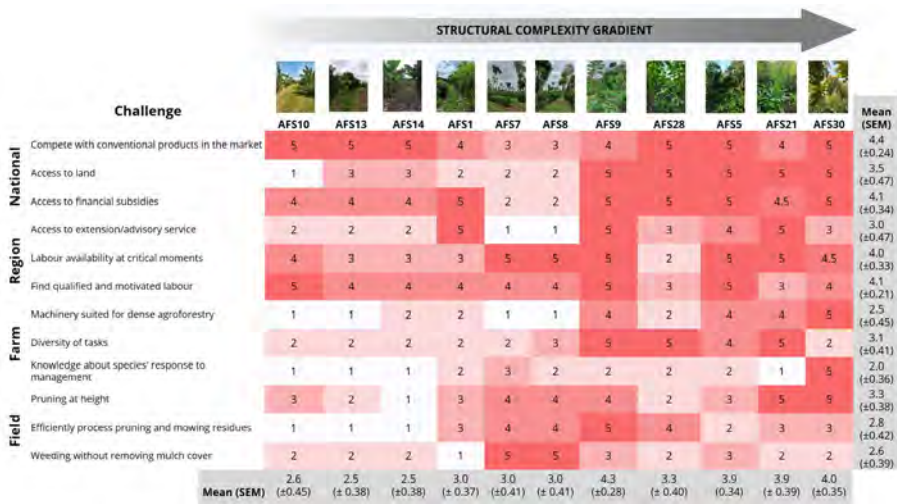 STRUCTURAL COMPLEXITY GRADIENT
Challenge AFS10 AFS13 AFS14 AFS1 AFS7 AFS8 AFS9 AFS28 AFS5 AFS21 AFS30 Mean (SEM)
National
Compete with conventional products in the market 5 5 5 4 3 3 4 5 5 4 5 4.4 (±0.24)
Access to land 1 3 3 2 2 2 5 5 5 5 5 3.5 (±0.47)
Access to financial subsidies 4 4 4 5 2 2 5 5 5 4.5 5 4.1 (±0.34)
Region
Access to extension/advisory service 2 2 2 5 1 1 5 3 4 5 3 3.0 (±0.47)
Labour availability at critical moments 4 3 3 3 5 5 5 2 5 5 4.5 4.0 (±0.33)
Find qualified and motivated labour 5 4 4 4 4 4 5 3 5 3 4 4.1 (±0.21)
Farm
Machinery suited for dense agroforestry 1 1 2 2 1 1 4 2 4 4 5 2.5 (±0.45)
Diversity of tasks 2 2 2 2 2 3 5 5 4 5 2 3.1 (±0.41)
Knowledge about species' response to
management 1 1 1 2 3 2 2 2 2 1 5 2.0 (±0.36)
Field
Pruning at height 3 2 1 3 4 4 4 2 3 5 5 3.3 (±0.38)
Efficiently process pruning and mowing residues 1 1 1 3 4 4 5 4 2 3 3 2.8 (±0.42)
Weeding without removing mulch cover 2 2 2 1 5 5 3 2 3 2 2 2.6 (±0.39)
Mean (SEM) 2.6 (±0.45) 2.5 (± 0.38) 2.5 (±0.38) 3.0 (± 0.37) 3.0 (±0.41) 3.0 (± 0.41) 4.3 (±0.28) 3.3 (± 0.40) 3.9 (±0.34) 3.9 (± 0.39) 4.0 (±0.35)